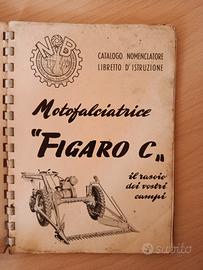 NB
CATALOGO NOMENCLATORE
LIBRETTO D'ISTRUZIONE
Motofalciatrice
"FIGARO C„
il rasoio
dei vostri
campi
subito